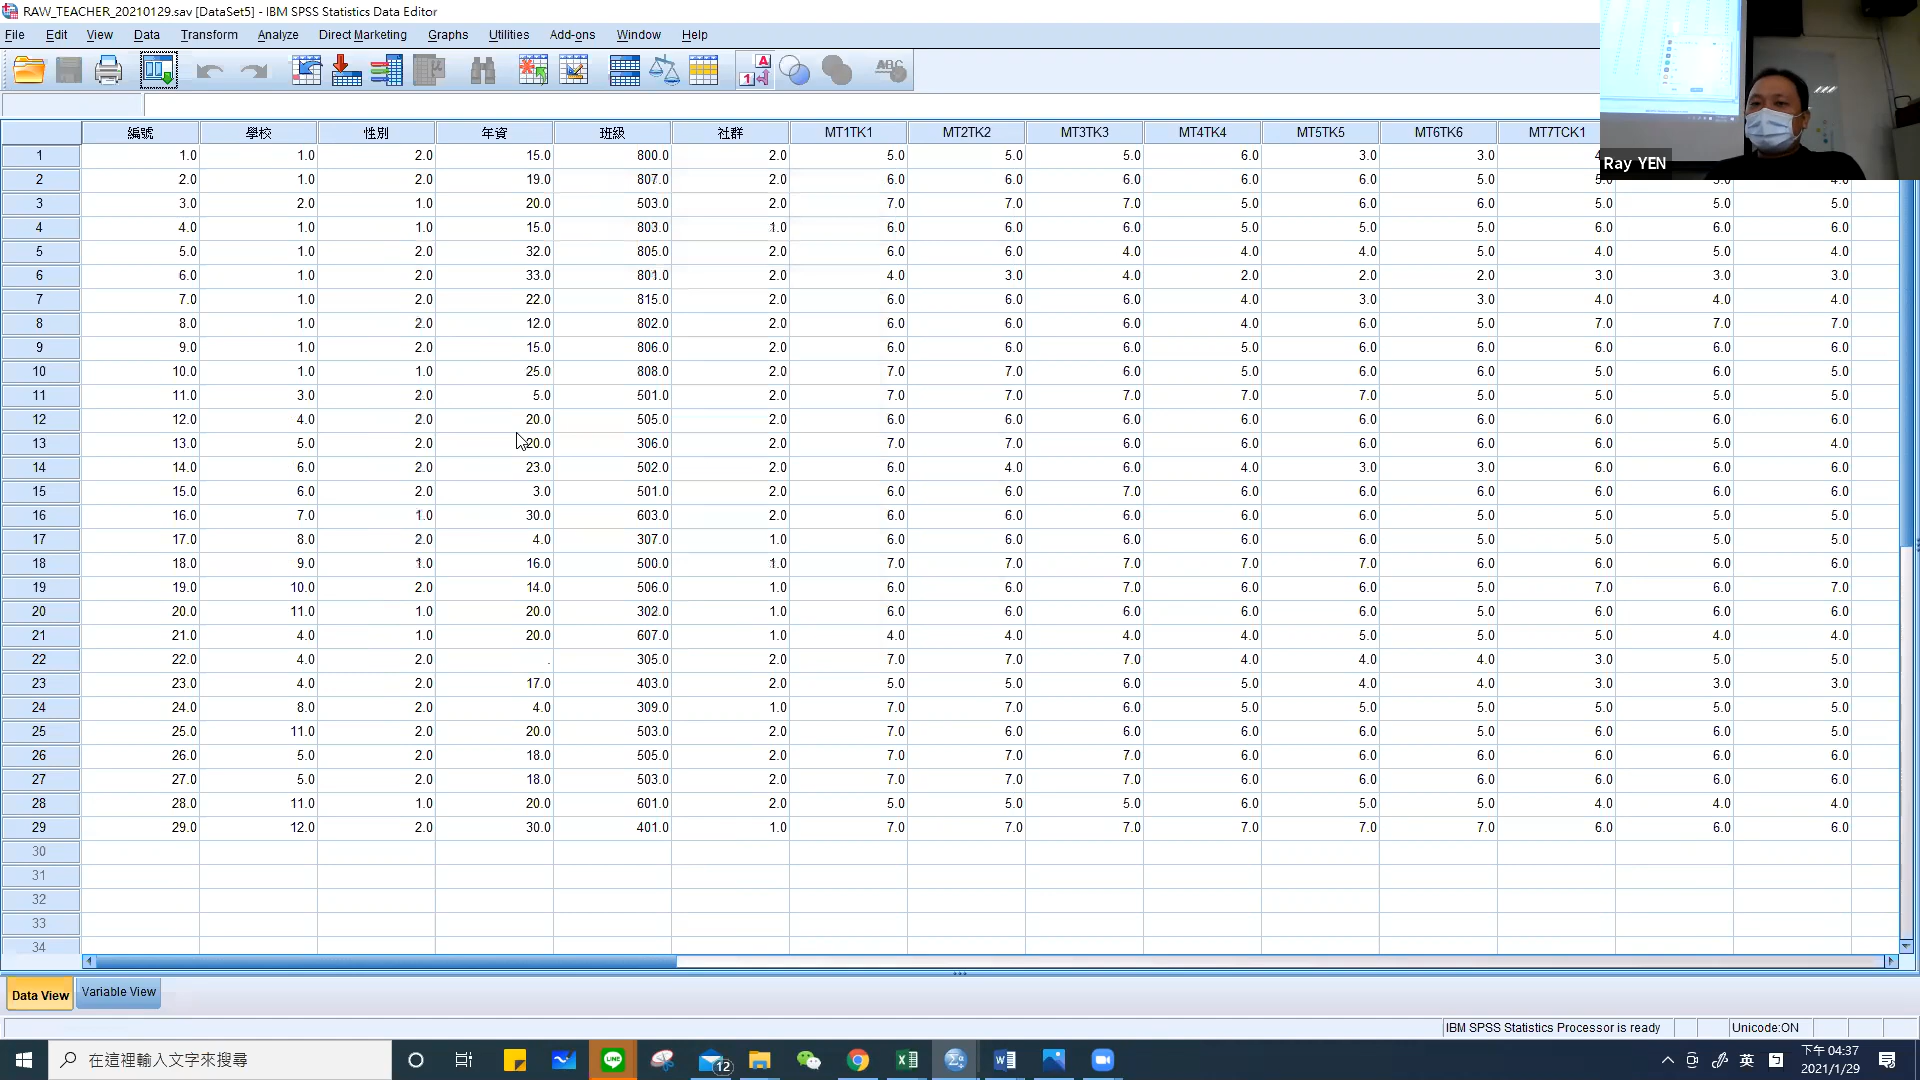 RAW_TEACHER_20210129.sav [DataSet5] - IBM SPSS Statistics Data Editor
File Edit View Data Transform Analyze Direct Marketing Graphs Utilities Add-ons Window Help
Ray YEN
編號 學校 性別 年資 班級 社群 MT1TK1 MT2TK2 MT3TK3 MT4TK4 MT5TK5 MT6TK6 MT7TCK1
1 1.0 1.0 2.0 15.0 800.0 2.0 5.0 5.0 5.0 6.0 3.0 3.0
2 2.0 1.0 2.0 19.0 807.0 2.0 6.0 6.0 6.0 6.0 6.0 5.0 5.0 5.0 4.0
3 3.0 2.0 1.0 20.0 503.0 2.0 7.0 7.0 7.0 5.0 6.0 6.0 5.0 5.0 5.0
4 4.0 1.0 1.0 15.0 803.0 1.0 6.0 6.0 6.0 5.0 5.0 5.0 6.0 6.0 6.0
5 5.0 1.0 2.0 32.0 805.0 2.0 6.0 6.0 4.0 4.0 4.0 5.0 4.0 5.0 4.0
6 6.0 1.0 2.0 33.0 801.0 2.0 4.0 3.0 4.0 2.0 2.0 2.0 3.0 3.0 3.0
7 7.0 1.0 2.0 22.0 815.0 2.0 6.0 6.0 6.0 4.0 3.0 3.0 4.0 4.0 4.0
8 8.0 1.0 2.0 12.0 802.0 2.0 6.0 6.0 6.0 4.0 6.0 5.0 7.0 7.0 7.0
9 9.0 1.0 2.0 15.0 806.0 2.0 6.0 6.0 6.0 5.0 6.0 6.0 6.0 6.0 6.0
10 10.0 1.0 1.0 25.0 808.0 2.0 7.0 7.0 6.0 5.0 6.0 6.0 5.0 6.0 5.0
11 11.0 3.0 2.0 5.0 501.0 2.0 7.0 7.0 7.0 7.0 7.0 5.0 5.0 5.0 5.0
12 12.0 4.0 2.0 20.0 505.0 2.0 6.0 6.0 6.0 6.0 6.0 6.0 6.0 6.0 6.0
13 13.0 5.0 2.0 20.0 306.0 2.0 7.0 7.0 6.0 6.0 6.0 6.0 6.0 5.0 4.0
14 14.0 6.0 2.0 23.0 502.0 2.0 6.0 4.0 6.0 4.0 3.0 3.0 6.0 6.0 6.0
15 15.0 6.0 2.0 3.0 501.0 2.0 6.0 6.0 7.0 6.0 6.0 6.0 6.0 6.0 6.0
16 16.0 7.0 1.0 30.0 603.0 2.0 6.0 6.0 6.0 6.0 6.0 5.0 5.0 5.0 5.0
17 17.0 8.0 2.0 4.0 307.0 1.0 6.0 6.0 6.0 6.0 6.0 5.0 5.0 5.0 5.0
18 18.0 9.0 1.0 16.0 500.0 1.0 7.0 7.0 7.0 7.0 7.0 6.0 6.0 6.0 6.0
19 19.0 10.0 2.0 14.0 506.0 1.0 6.0 6.0 7.0 6.0 6.0 5.0 7.0 6.0 7.0
20 20.0 11.0 1.0 20.0 302.0 1.0 6.0 6.0 6.0 6.0 6.0 5.0 6.0 6.0 6.0
21 21.0 4.0 1.0 20.0 607.0 1.0 4.0 4.0 4.0 4.0 5.0 5.0 5.0 4.0 5.0
22 22.0 4.0 2.0 . 305.0 2.0 7.0 7.0 7.0 4.0 4.0 4.0 3.0 5.0 5.0
23 23.0 4.0 2.0 17.0 403.0 2.0 5.0 5.0 6.0 5.0 4.0 4.0 3.0 3.0 3.0
24 24.0 8.0 2.0 4.0 309.0 1.0 7.0 7.0 6.0 5.0 5.0 5.0 5.0 5.0 5.0
25 25.0 11.0 2.0 20.0 503.0 2.0 7.0 6.0 6.0 6.0 6.0 5.0 6.0 6.0 5.0
26 26.0 5.0 2.0 18.0 505.0 2.0 7.0 7.0 7.0 6.0 6.0 6.0 6.0 6.0 6.0
27 27.0 5.0 2.0 18.0 503.0 2.0 7.0 7.0 7.0 6.0 6.0 6.0 6.0 6.0 6.0
28 28.0 11.0 1.0 20.0 601.0 2.0 5.0 5.0 5.0 6.0 6.0 5.0 4.0 4.0 4.0
29 29.0 12.0 2.0 30.0 401.0 1.0 7.0 7.0 7.0 7.0 7.0 7.0 6.0 6.0 6.0
30
31
32
33
34
Data View Variable View
IBM SPSS Statistics Processor is ready Unicode:ON
在這裡輸入文字來搜尋
12
英
下午 04:37
2021/1/29